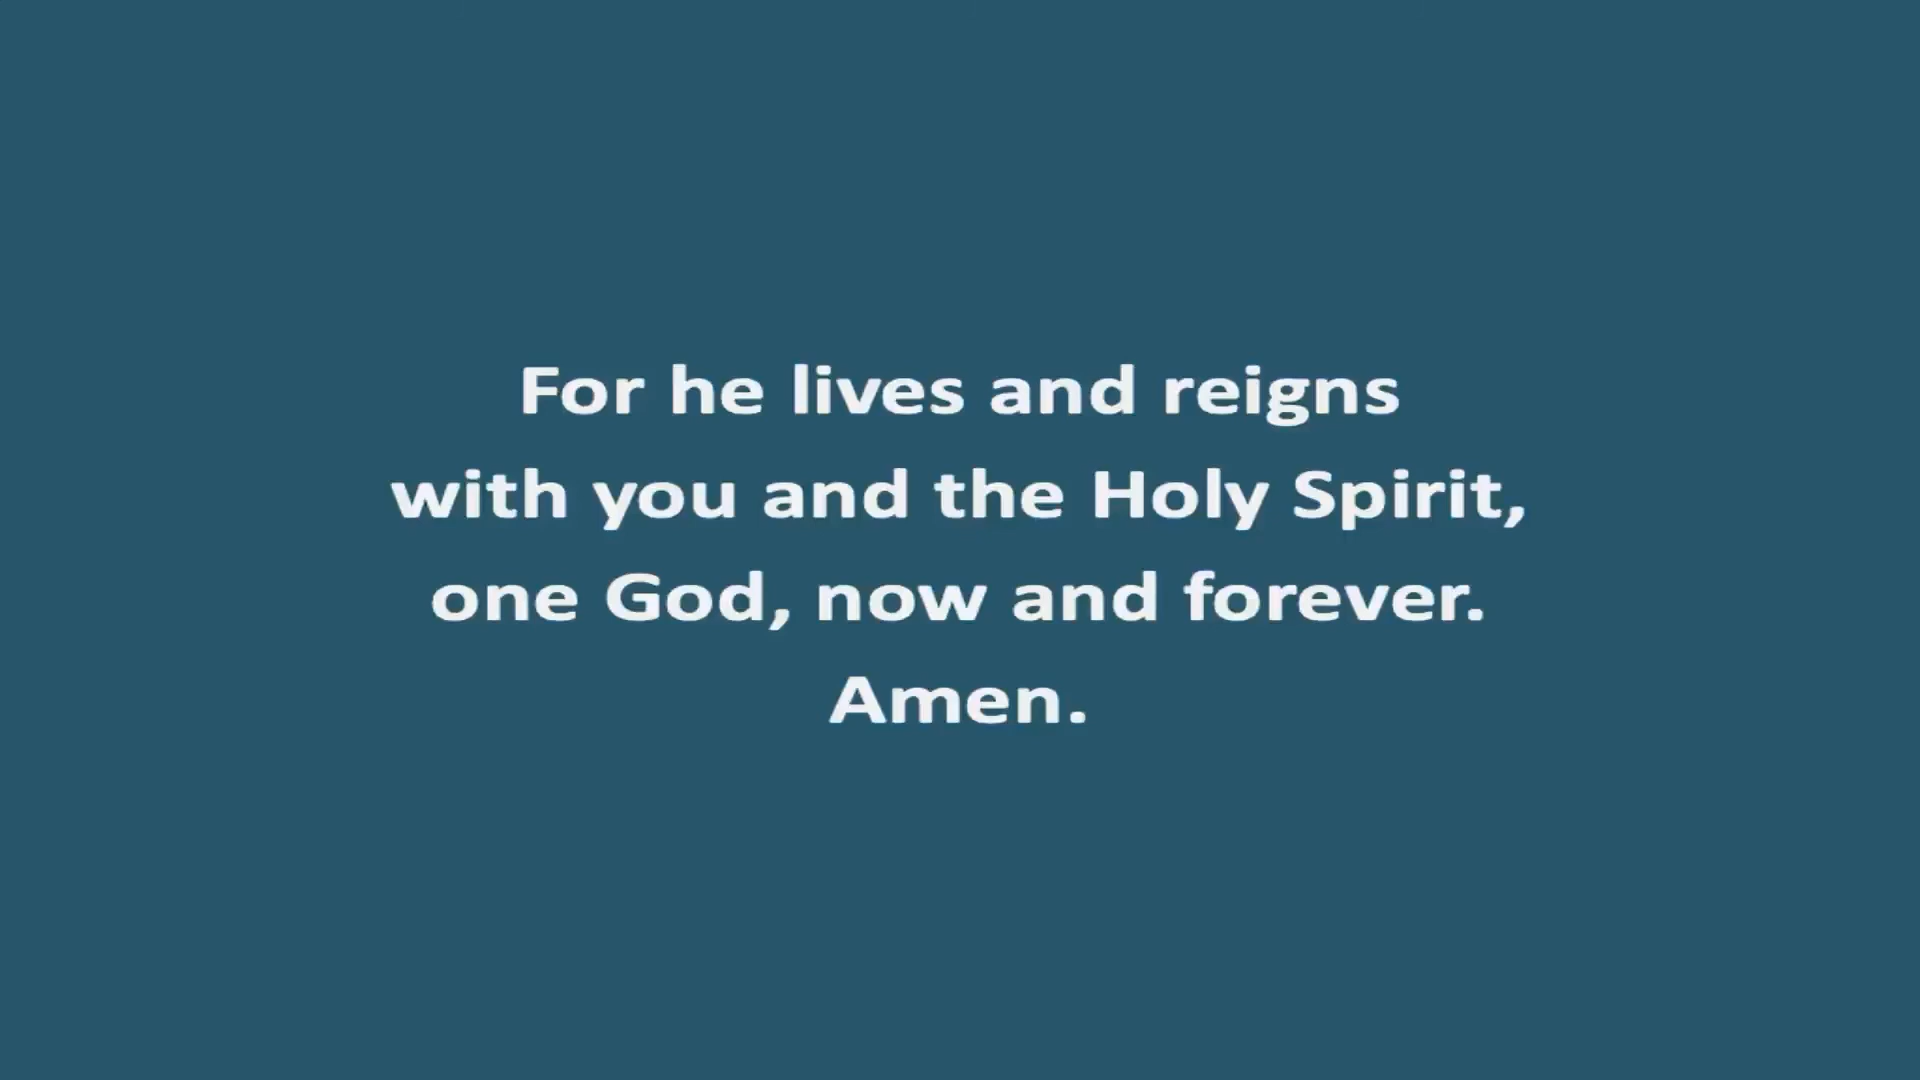 For he lives and reigns
with you and the Holy Spirit,
one God, now and forever.
Amen.